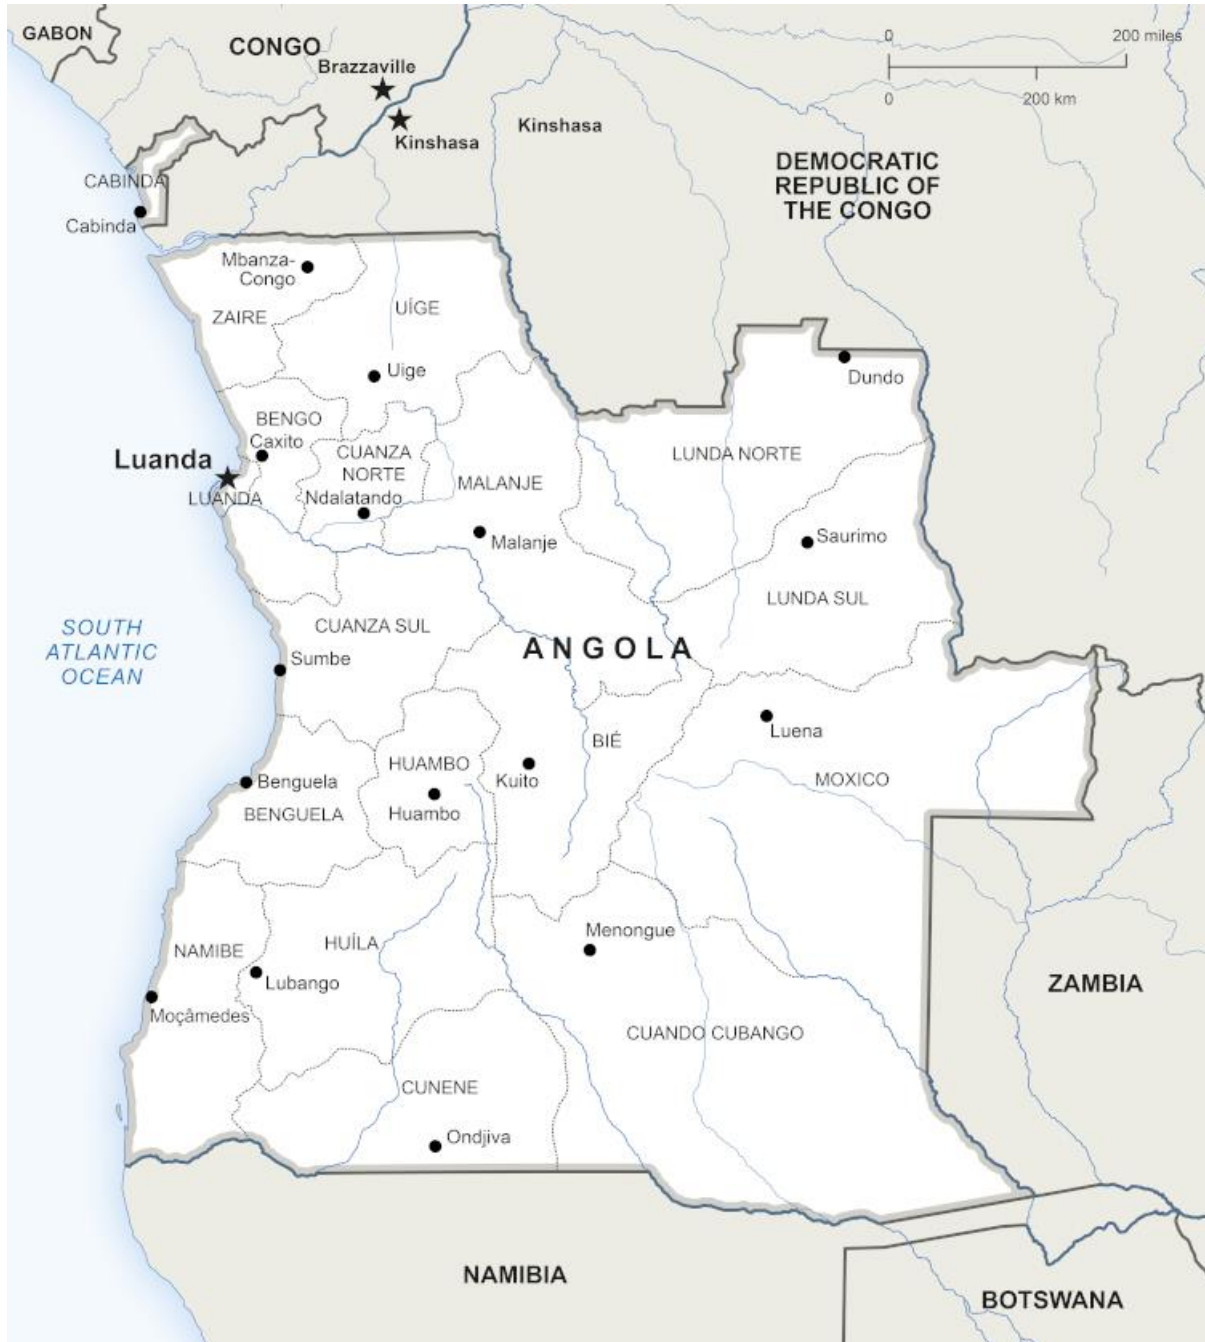 GABON
CONGO
Brazzaville
Kinshasa
Kinshasa
0
200 miles
0
200 km
DEMOCRATIC
REPUBLIC OF
THE CONGO
CABINDA
Cabinda
Mbanza-
Congo
ZAIRE
UÍGE
Uige
Dundo
BENGO
Caxito
Luanda
LUANDA
CUANZA
NORTE
Ndalatando
MALANJE
Malanje
LUNDA NORTE
Saurimo
LUNDA SUL
SOUTH
ATLANTIC
OCEAN
CUANZA SUL
Sumbe
ANGOLA
Luena
BIÉ
MOXICO
HUAMBO
Huambo
Kuito
Benguela
BENGUELA
Menongue
NAMIBE
HUÍLA
Lubango
Moçâmedes
ZAMBIA
CUANDO CUBANGO
CUNENE
Ondjiva
NAMIBIA
BOTSWANA